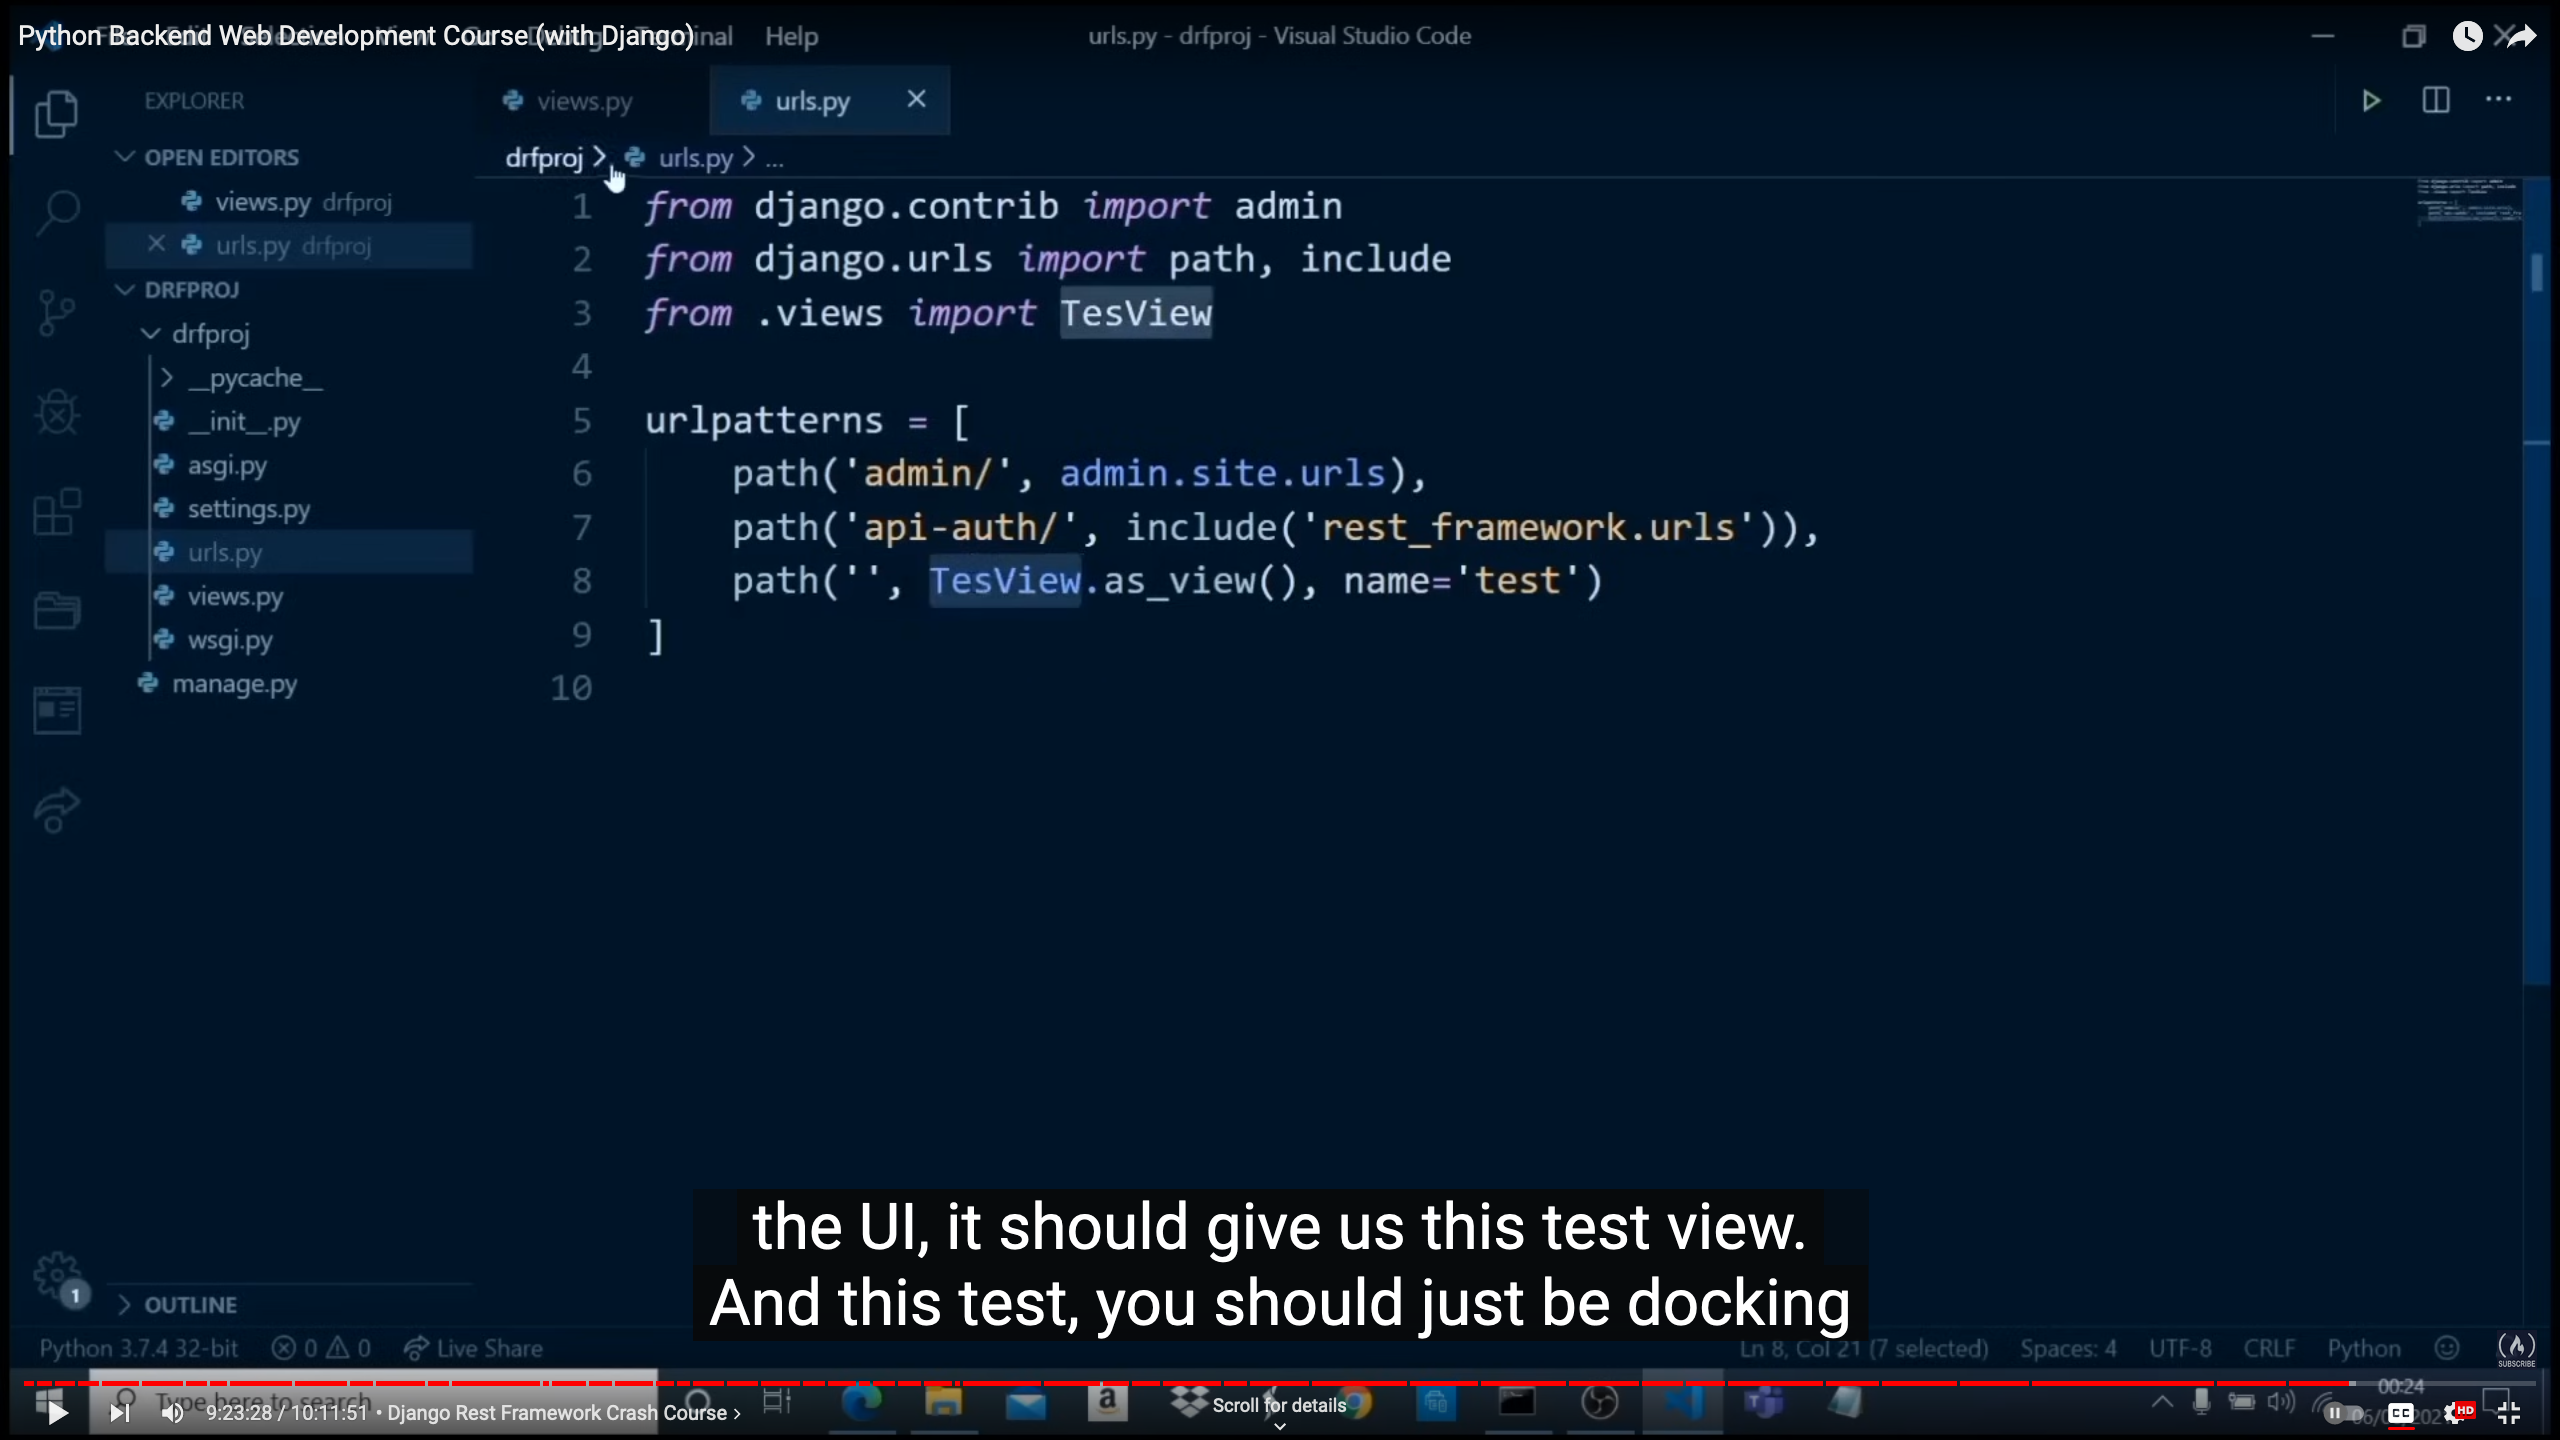 Python Backend Web Development Course (with Django)
Help
urls.py - drfproj - Visual Studio Code
EXPLORER
views.py
urls.py
drfproj > urls.py > ...
OPEN EDITORS
views.py drfproj
urls.py drfproj
DRFPROJ
drfproj
__pycache__
__init__.py
asgi.py
settings.py
urls.py
views.py
wsgi.py
manage.py
OUTLINE
1 from django.contrib import admin
2 from django.urls import path, include
3 from .views import TesView
4
5 urlpatterns = [
6 path('admin/', admin.site.urls),
7 path('api-auth/', include('rest_framework.urls')),
8 path('', TesView.as_view(), name='test')
9 ]
10
the UI, it should give us this test view.
And this test, you should just be docking
1
Python 3.7.4 32-bit 0 0 Live Share
Ln 8, Col 21 (7 selected) Spaces: 4 UTF-8 CRLF Python
SUBSCRIBE
Type here to search
9:23:28 / 10:11:51 • Django Rest Framework Crash Course >
Scroll for details
00:24
CC
HD